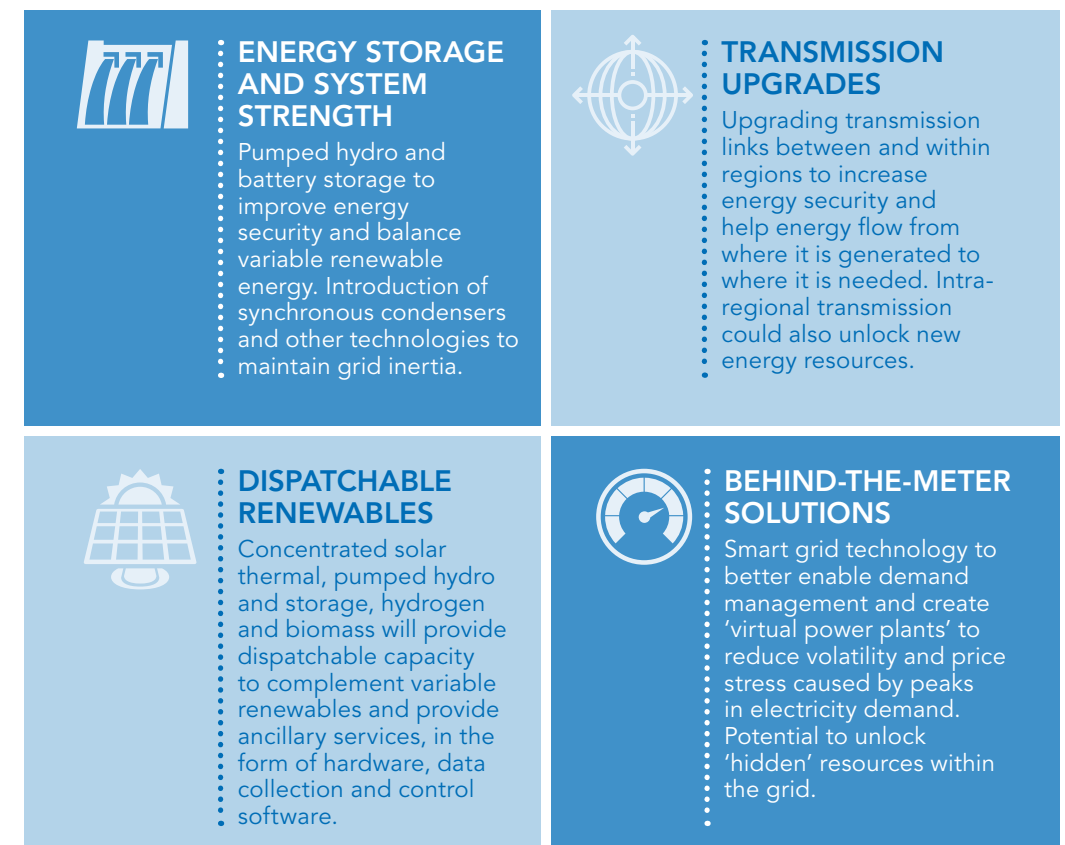 ENERGY STORAGE
AND SYSTEM
STRENGTH
Pumped hydro and
battery storage to
improve energy
security and balance
variable renewable
energy. Introduction of
synchronous condensers
and other technologies to
maintain grid inertia.
TRANSMISSION
UPGRADES
Upgrading transmission
links between and within
regions to increase
energy security and
help energy flow from
where it is generated to
where it is needed. Intra-
regional transmission
could also unlock new
energy resources.
DISPATCHABLE
RENEWABLES
Concentrated solar
thermal, pumped hydro
and storage, hydrogen
and biomass will provide
dispatchable capacity
to complement variable
renewables and provide
ancillary services, in the
form of hardware, data
collection and control
software.
BEHIND-THE-METER
SOLUTIONS
Smart grid technology to
better enable demand
management and create
‘virtual power plants’ to
reduce volatility and price
stress caused by peaks
in electricity demand.
Potential to unlock
‘hidden’ resources within
the grid.